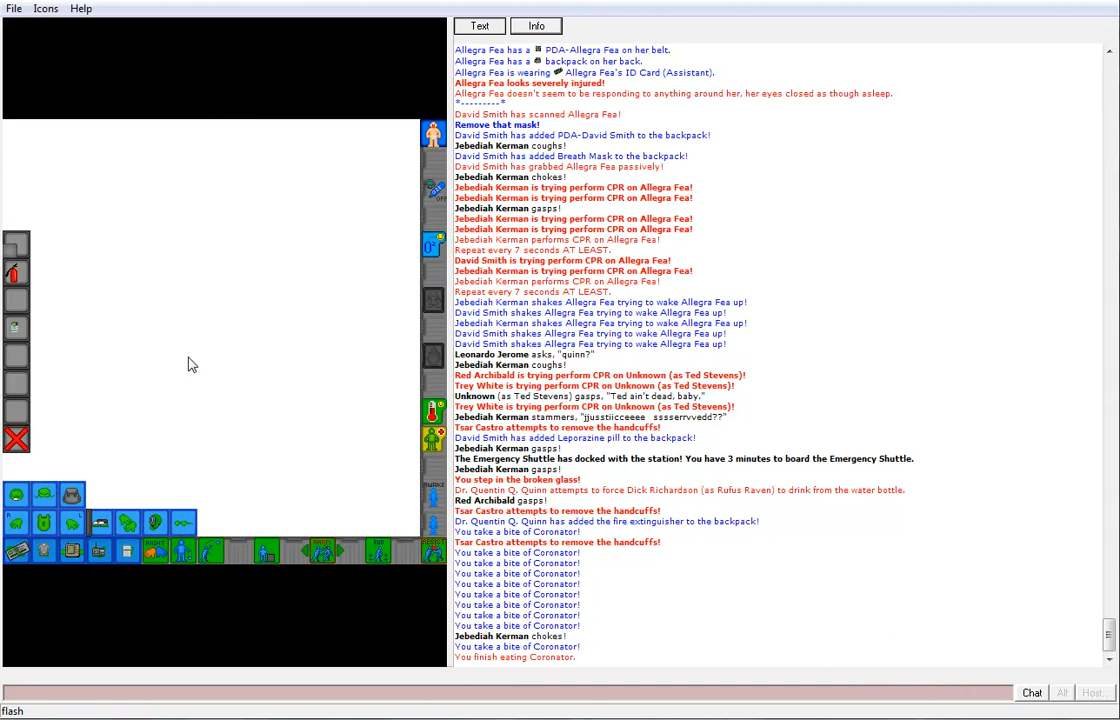 File Icons Help
Text Info
Allegra Fea has a PDA-Allegra Fea on her belt.
Allegra Fea has a backpack on her back.
Allegra Fea is wearing Allegra Fea's ID Card (Assistant).
Allegra Fea looks severely injured!
Allegra Fea doesn't seem to be responding to anything around her, her eyes closed as though asleep.
*---------*
David Smith has scanned Allegra Fea!
Remove that mask!
David Smith has added PDA-David Smith to the backpack!
Jebediah Kerman coughs!
David Smith has added Breath Mask to the backpack!
David Smith has grabbed Allegra Fea passively!
Jebediah Kerman chokes!
Jebediah Kerman is trying perform CPR on Allegra Fea!
Jebediah Kerman is trying perform CPR on Allegra Fea!
Jebediah Kerman gasps!
Jebediah Kerman is trying perform CPR on Allegra Fea!
Jebediah Kerman is trying perform CPR on Allegra Fea!
Jebediah Kerman performs CPR on Allegra Fea!
Repeat every 7 seconds AT LEAST.
David Smith is trying perform CPR on Allegra Fea!
Jebediah Kerman is trying perform CPR on Allegra Fea!
Jebediah Kerman performs CPR on Allegra Fea!
Repeat every 7 seconds AT LEAST.
Jebediah Kerman shakes Allegra Fea trying to wake Allegra Fea up!
David Smith shakes Allegra Fea trying to wake Allegra Fea up!
Jebediah Kerman shakes Allegra Fea trying to wake Allegra Fea up!
David Smith shakes Allegra Fea trying to wake Allegra Fea up!
David Smith shakes Allegra Fea trying to wake Allegra Fea up!
Leonardo Jerome asks, "quinn?"
Jebediah Kerman coughs!
Red Archibald is trying perform CPR on Unknown (as Ted Stevens)!
Trey White is trying perform CPR on Unknown (as Ted Stevens)!
Unknown (as Ted Stevens) gasps, "Ted ain't dead, baby."
Trey White is trying perform CPR on Unknown (as Ted Stevens)!
Jebediah Kerman stammers, "jjusstiicceeee sssserrvvedd??"
Tsar Castro attempts to remove the handcuffs!
David Smith has added Leporazine pill to the backpack!
Jebediah Kerman gasps!
The Emergency Shuttle has docked with the station! You have 3 minutes to board the Emergency Shuttle.
Jebediah Kerman gasps!
You step in the broken glass!
Dr. Quentin Q. Quinn attempts to force Dick Richardson (as Rufus Raven) to drink from the water bottle.
Red Archibald gasps!
Tsar Castro attempts to remove the handcuffs!
Dr. Quentin Q. Quinn has added the fire extinguisher to the backpack!
You take a bite of Coronator!
Tsar Castro attempts to remove the handcuffs!
You take a bite of Coronator!
You take a bite of Coronator!
You take a bite of Coronator!
You take a bite of Coronator!
You take a bite of Coronator!
You take a bite of Coronator!
You take a bite of Coronator!
You take a bite of Coronator!
Jebediah Kerman chokes!
You take a bite of Coronator!
You finish eating Coronator.
OFF
AWAKE
R L
RIGHT
RESIST
Chat Alt Host...
flash